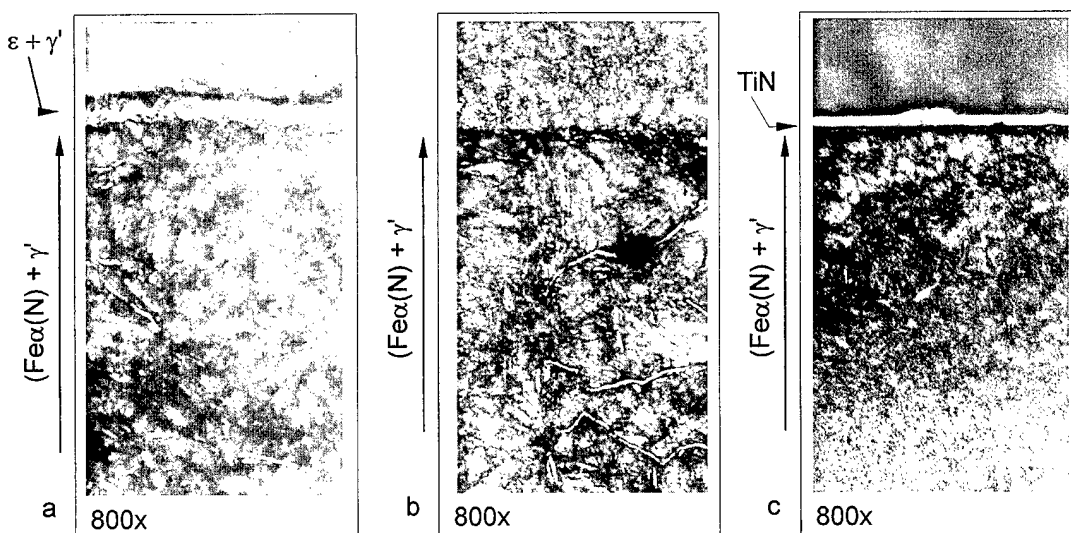 ε + γ'
(Feα(N) + γ'
a
800x
(Feα(N) + γ'
b
800x
TiN
(Feα(N) + γ'
c
800x